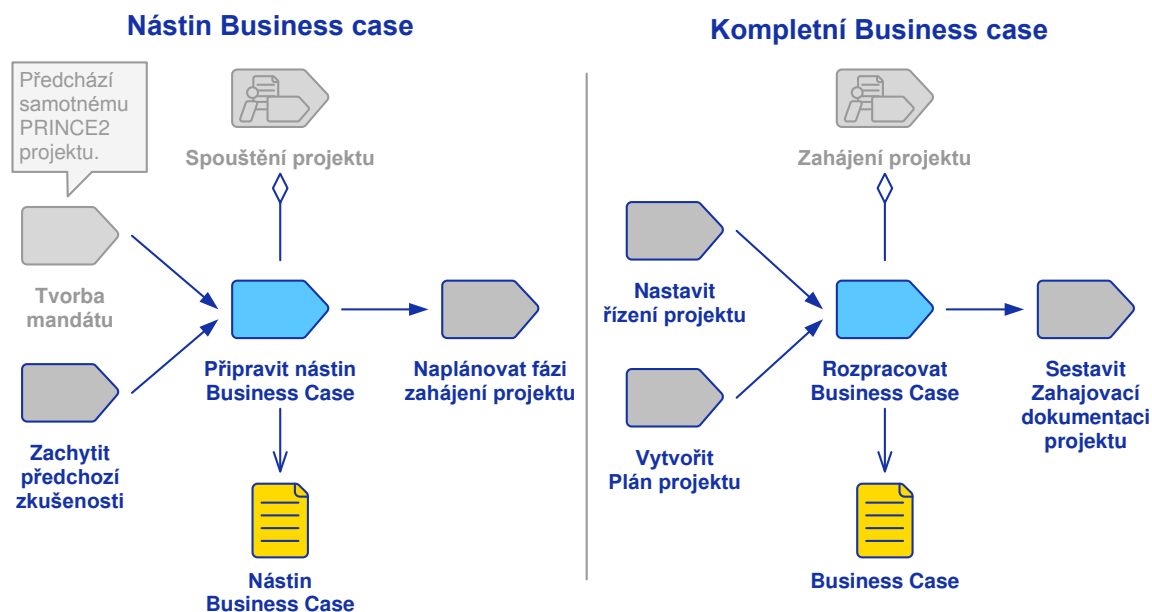 Nástin Business case
Předchází
samotnému
PRINCE2
projektu.
Spouštění projektu
Tvorba
mandátu
Připravit nástin
Business Case
Naplánovat fázi
zahájení projektu
Zachytit
předchozí
zkušenosti
Nástin
Business Case
Kompletní Business case
Zahájení projektu
Nastavit
řízení projektu
Rozpracovat
Business Case
Sestavit
Zahajovací
dokumentaci
projektu
Vytvořit
Plán projektu
Business Case